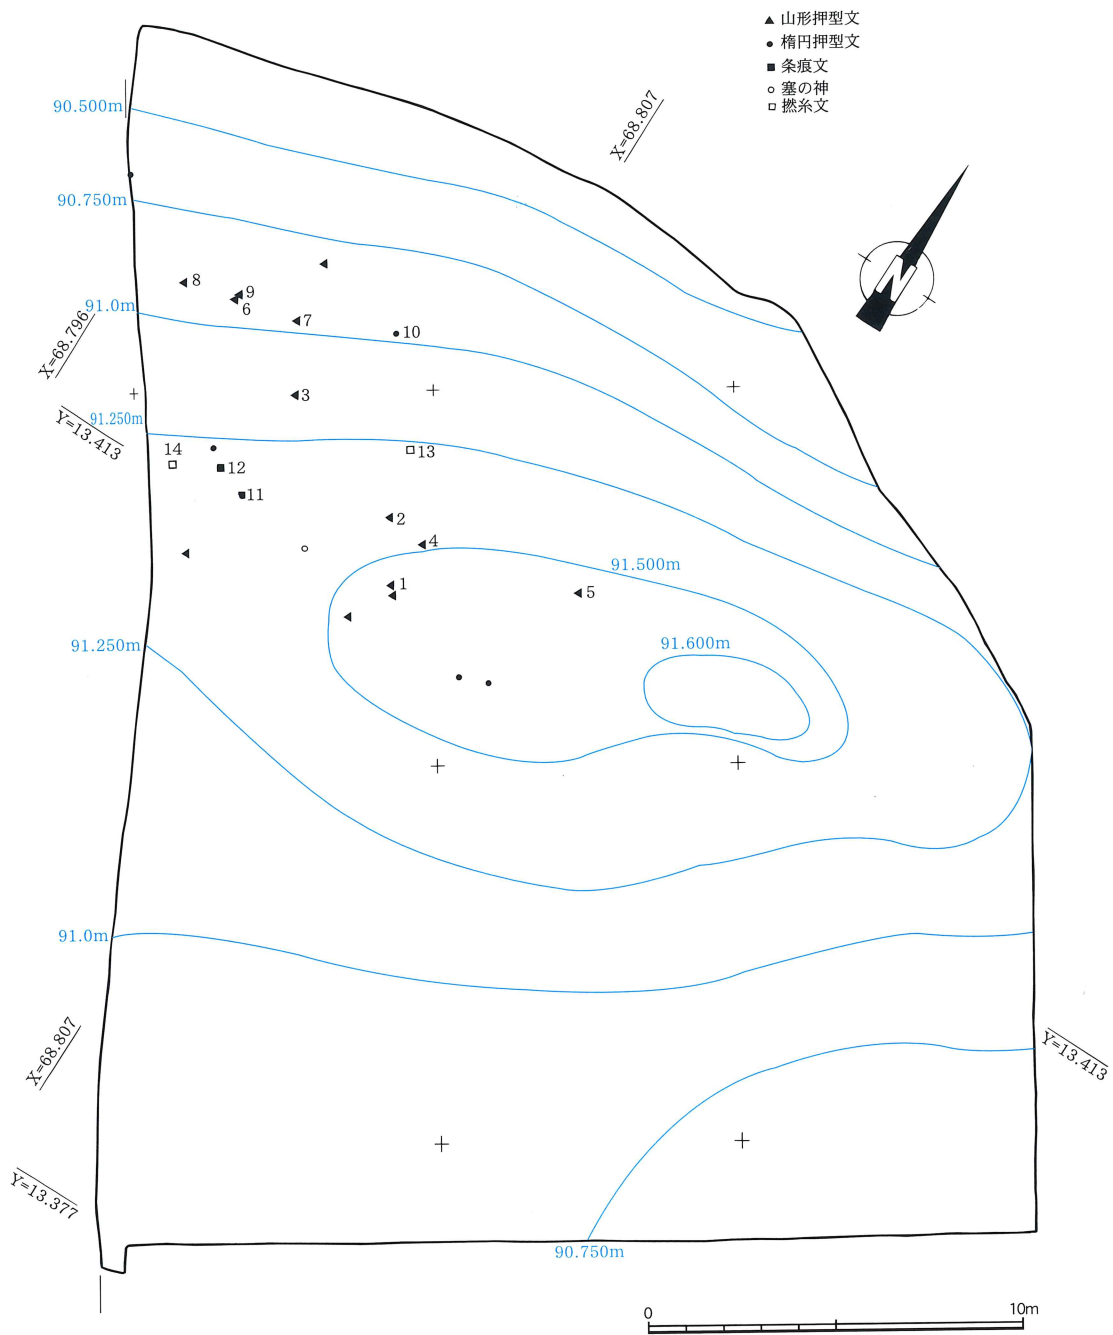 ▲ 山形押型文
● 楕円押型文
■ 条痕文
○ 塞の神
□ 撚糸文
X=68.807
90.500m
90.750m
8
9
6
91.0m
7
10
X=68.796
3
Y=13.413
91.250m
14
13
12
11
2
4
91.500m
1
5
91.600m
91.250m
91.0m
X=68.807
Y=13.413
Y=13.377
90.750m
0
10m
N